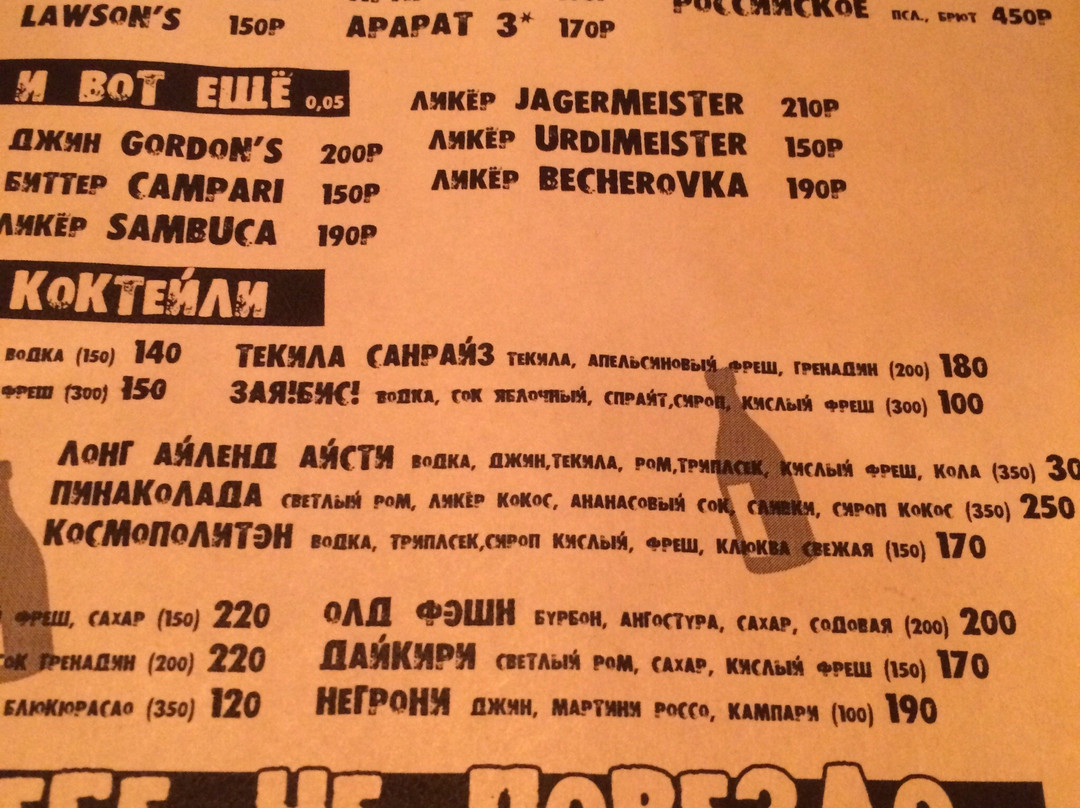 LAWSON'S 150Р АРАРАТ 3* 170Р РОССИЙСКОЕ ПСЛ., БРЮТ 450Р
И ВОТ ЕЩЁ 0,05
ЛИКЁР JAGERMEISTER 210Р
ДЖИН GORDON'S 200Р ЛИКЁР URDIMEISTER 150Р
БИТТЕР CAMPARI 150Р ЛИКЁР BECHEROVKA 190Р
ЛИКЁР SAMBUCA 190Р
КОКТЕЙЛИ
ВОДКА (150) 140 ТЕКИЛА САНРАЙЗ ТЕКИЛА, АПЕЛЬСИНОВЫЙ ФРЕШ, ГРЕНАДИН (200) 180
ФРЕШ (300) 150 ЗАЯ!БИС! ВОДКА, СОК ЯБЛОЧНЫЙ, СПРАЙТ,СИРОП, КИСЛЫЙ ФРЕШ (300) 100
ЛОНГ АЙЛЕНД АЙСТИ ВОДКА, ДЖИН,ТЕКИЛА, РОМ,ТРИПЛСЕК, КИСЛЫЙ ФРЕШ, КОЛА (350) 30
ПИНАКОЛАДА СВЕТЛЫЙ РОМ, ЛИКЁР КОКОС, АНАНАСОВЫЙ СОК, СЛИВКИ, СИРОП КОКОС (350) 250
КОСМОПОЛИТЭН ВОДКА, ТРИПЛСЕК,СИРОП КИСЛЫЙ, ФРЕШ, КЛЮКВА СВЕЖАЯ (150) 170
ФРЕШ, САХАР (150) 220 ОЛД ФЭШН БУРБОН, АНГОСТУРА, САХАР, СОДОВАЯ (200) 200
СОК ГРЕНАДИН (200) 220 ДАЙКИРИ СВЕТЛЫЙ РОМ, САХАР, КИСЛЫЙ ФРЕШ (150) 170
БЛЮКЮРАСАО (350) 120 НЕГРОНИ ДЖИН, МАРТИНИ РОССО, КАМПАРИ (100) 190
НЕ ПОВЕЗЛО